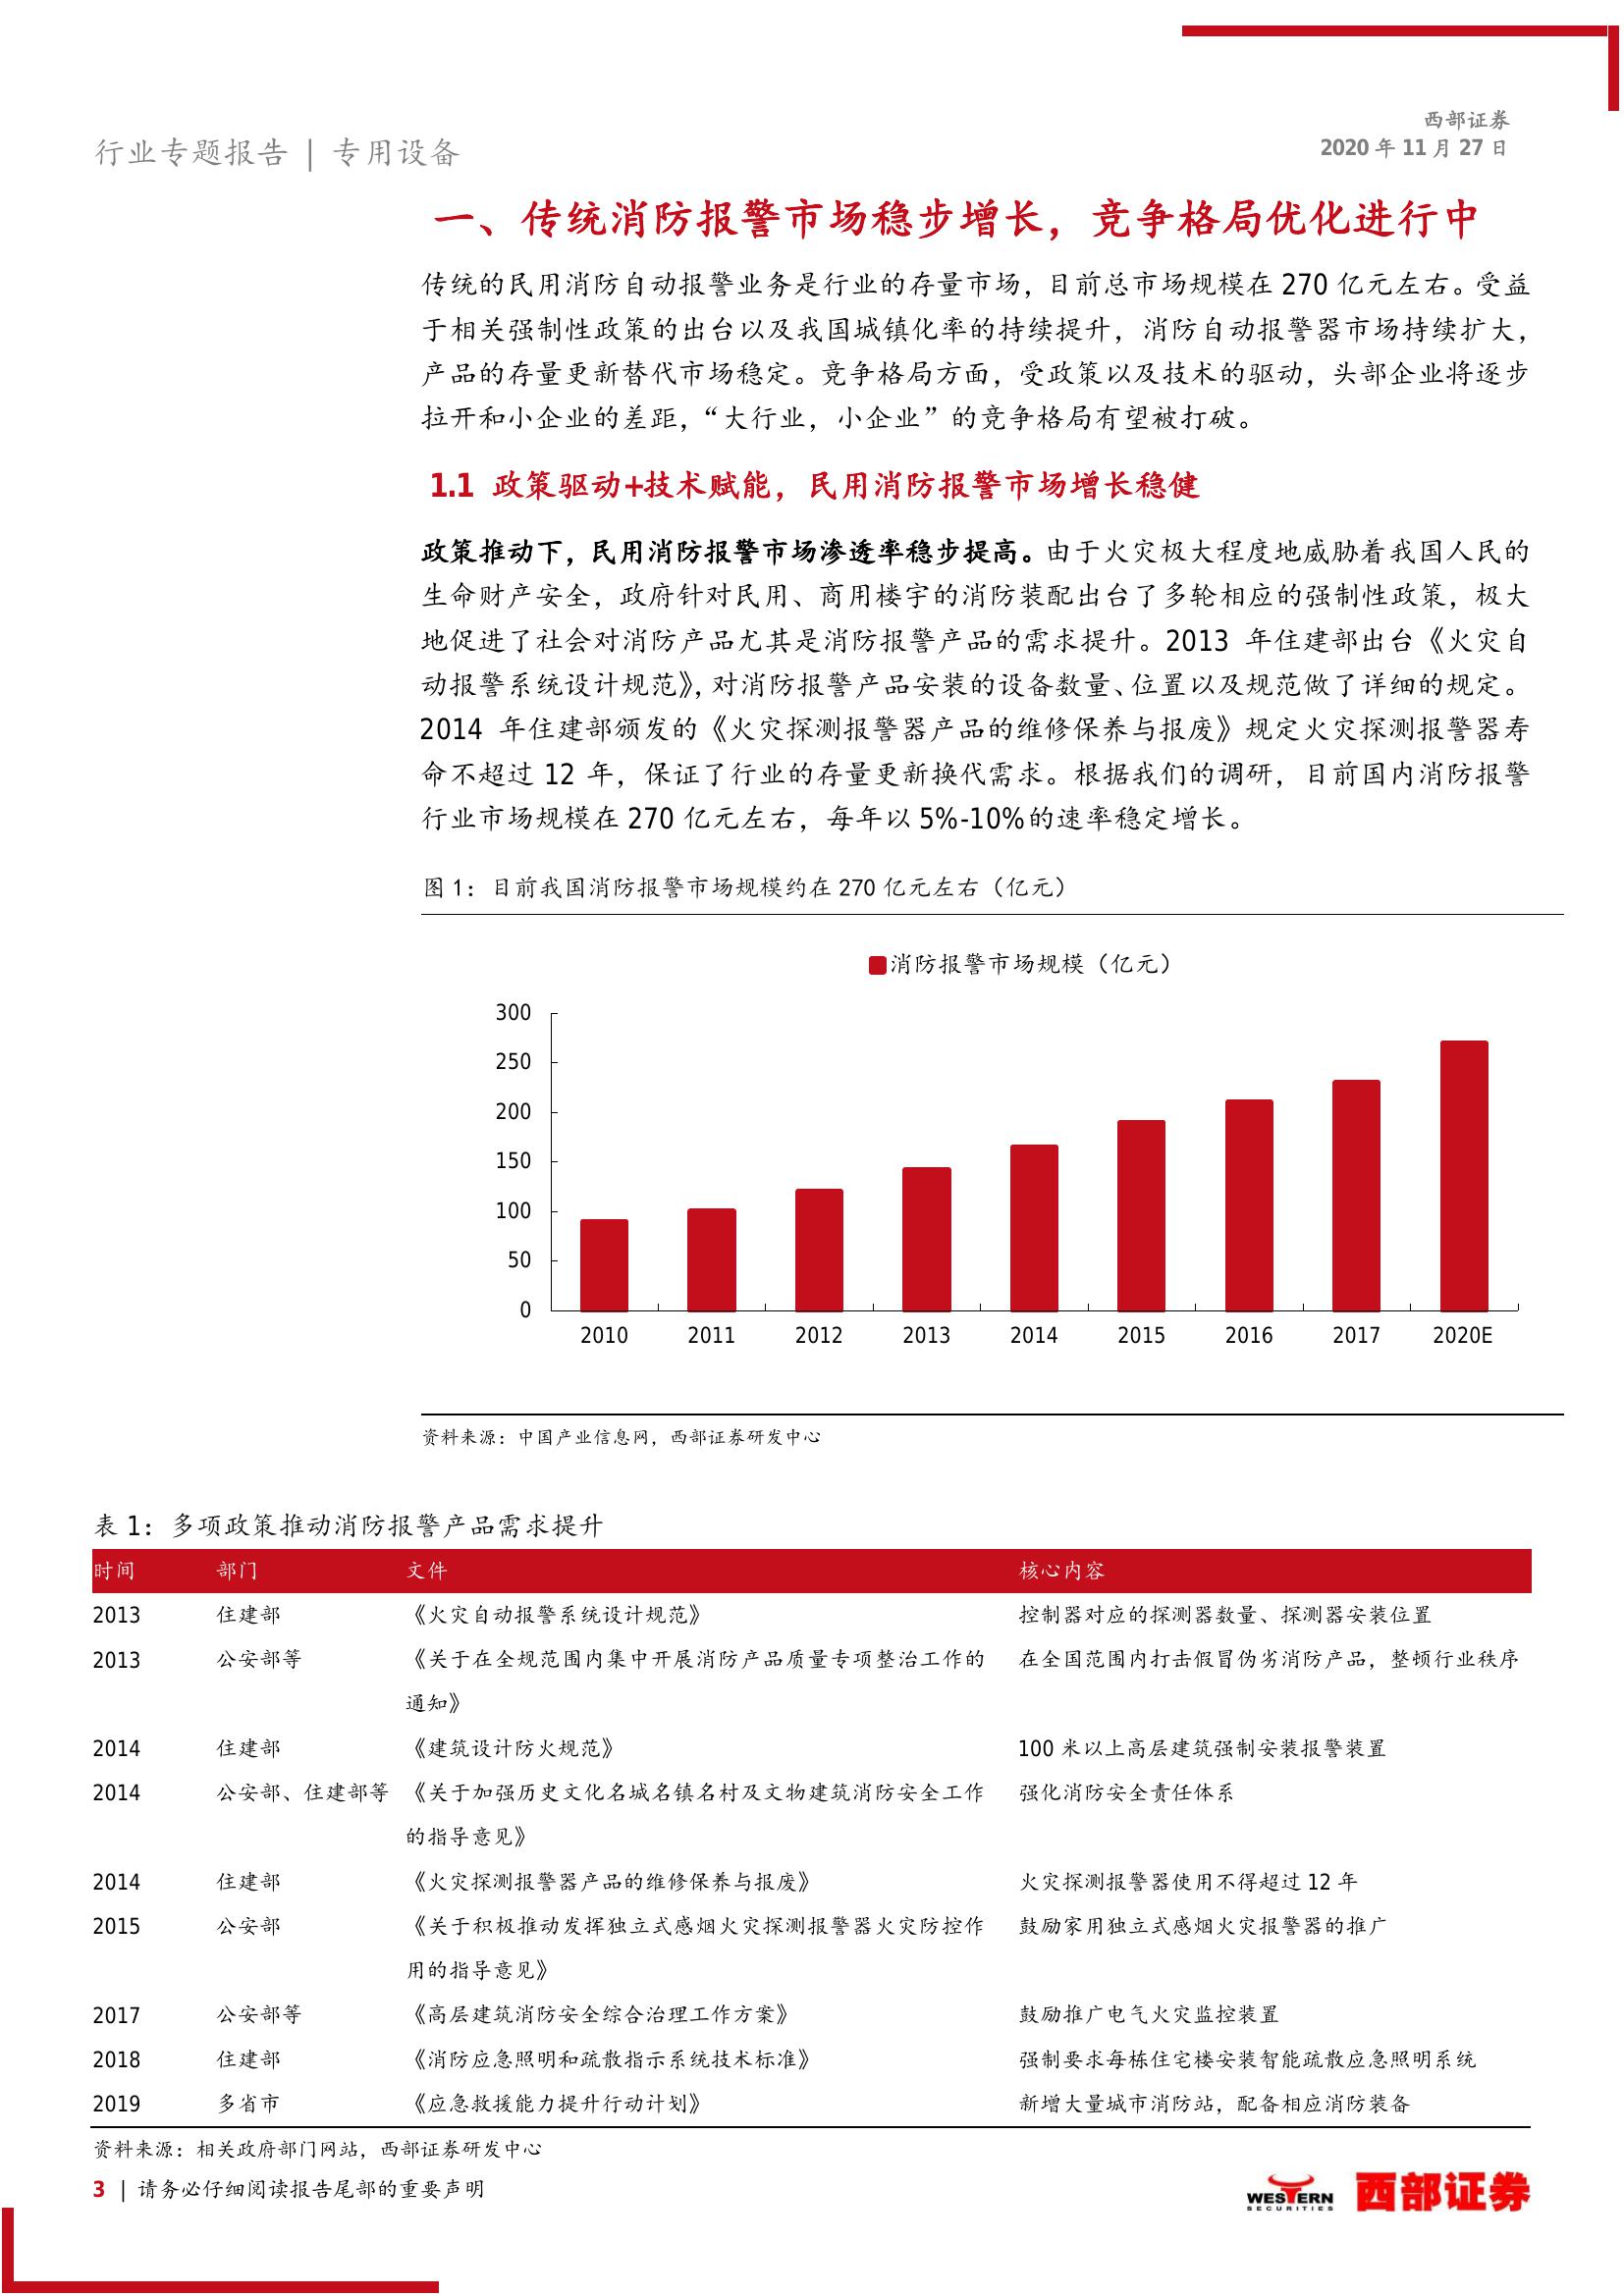 西部证券
行业专题报告 | 专用设备
2020 年 11 月 27 日
一、传统消防报警市场稳步增长，竞争格局优化进行中
传统的民用消防自动报警业务是行业的存量市场，目前总市场规模在 270 亿元左右。受益
于相关强制性政策的出台以及我国城镇化率的持续提升，消防自动报警器市场持续扩大，
产品的存量更新替代市场稳定。竞争格局方面，受政策以及技术的驱动，头部企业将逐步
拉开和小企业的差距，“大行业，小企业”的竞争格局有望被打破。
1.1 政策驱动+技术赋能，民用消防报警市场增长稳健
政策推动下，民用消防报警市场渗透率稳步提高。由于火灾极大程度地威胁着我国人民的
生命财产安全，政府针对民用、商用楼宇的消防装配出台了多轮相应的强制性政策，极大
地促进了社会对消防产品尤其是消防报警产品的需求提升。2013 年住建部出台《火灾自
动报警系统设计规范》，对消防报警产品安装的设备数量、位置以及规范做了详细的规定。
2014 年住建部颁发的《火灾探测报警器产品的维修保养与报废》规定火灾探测报警器寿
命不超过 12 年，保证了行业的存量更新换代需求。根据我们的调研，目前国内消防报警
行业市场规模在 270 亿元左右，每年以 5%-10%的速率稳定增长。
图 1：目前我国消防报警市场规模约在 270 亿元左右（亿元）
消防报警市场规模（亿元）
300
250
200
150
100
50
0
2010 2011 2012 2013 2014 2015 2016 2017 2020E
资料来源：中国产业信息网，西部证券研发中心
表 1：多项政策推动消防报警产品需求提升
时间 部门 文件 核心内容
2013 住建部 《火灾自动报警系统设计规范》 控制器对应的探测器数量、探测器安装位置
2013 公安部等 《关于在全规范围内集中开展消防产品质量专项整治工作的 在全国范围内打击假冒伪劣消防产品，整顿行业秩序
通知》
2014 住建部 《建筑设计防火规范》 100 米以上高层建筑强制安装报警装置
2014 公安部、住建部等 《关于加强历史文化名城名镇名村及文物建筑消防安全工作 强化消防安全责任体系
的指导意见》
2014 住建部 《火灾探测报警器产品的维修保养与报废》 火灾探测报警器使用不得超过 12 年
2015 公安部 《关于积极推动发挥独立式感烟火灾探测报警器火灾防控作 鼓励家用独立式感烟火灾报警器的推广
用的指导意见》
2017 公安部等 《高层建筑消防安全综合治理工作方案》 鼓励推广电气火灾监控装置
2018 住建部 《消防应急照明和疏散指示系统技术标准》 强制要求每栋住宅楼安装智能疏散应急照明系统
2019 多省市 《应急救援能力提升行动计划》 新增大量城市消防站，配备相应消防装备
资料来源：相关政府部门网站，西部证券研发中心
3 | 请务必仔细阅读报告尾部的重要声明
WESTERN
SECURITIES
西部证券